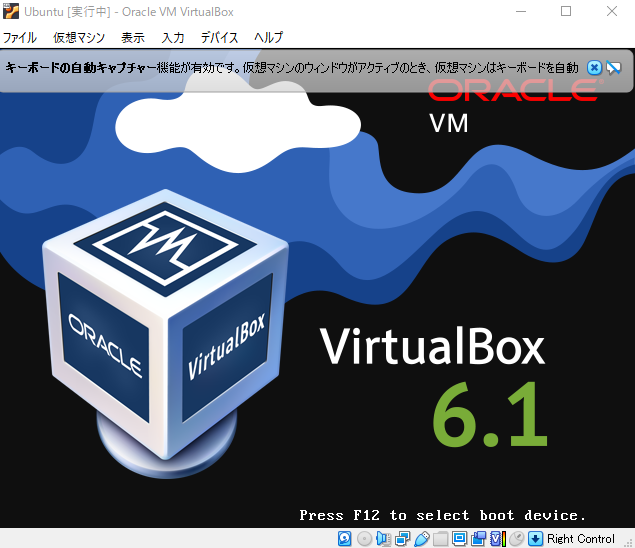 Ubuntu [実行中] - Oracle VM VirtualBox
ファイル 仮想マシン 表示 入力 デバイス ヘルプ
キーボードの自動キャプチャー機能が有効です。仮想マシンのウィンドウがアクティブのとき、仮想マシンはキーボードを自動
ORACLE
VM
ORACLE
VirtualBox
VirtualBox
6.1
Press F12 to select boot device.
Right Control